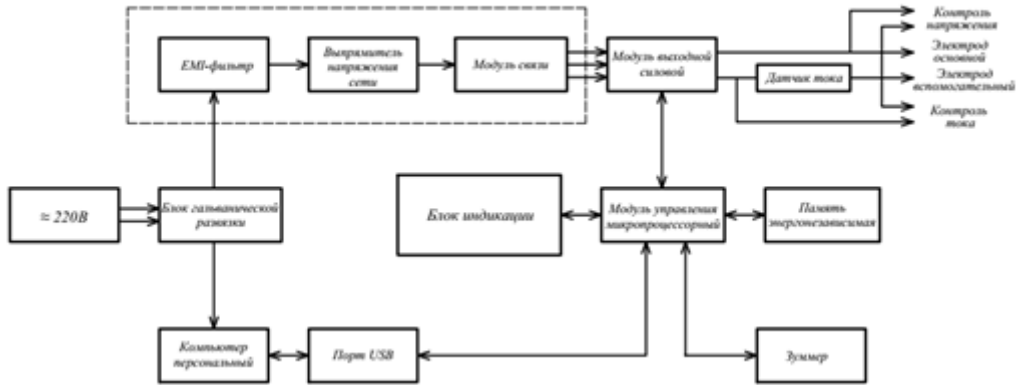 EMI-фильтр
Выпрямитель
напряжения
сети
Модуль связи
Модуль выходной
силовой
Датчик тока
Контроль
напряжения
Электрод
основной
Электрод
вспомогательный
Контроль
тока
≈ 220В
Блок гальванической
развязки
Блок индикации
Модуль управления
микропроцессорный
Память
энергонезависимая
Компьютер
персональный
Порт USB
Зуммер